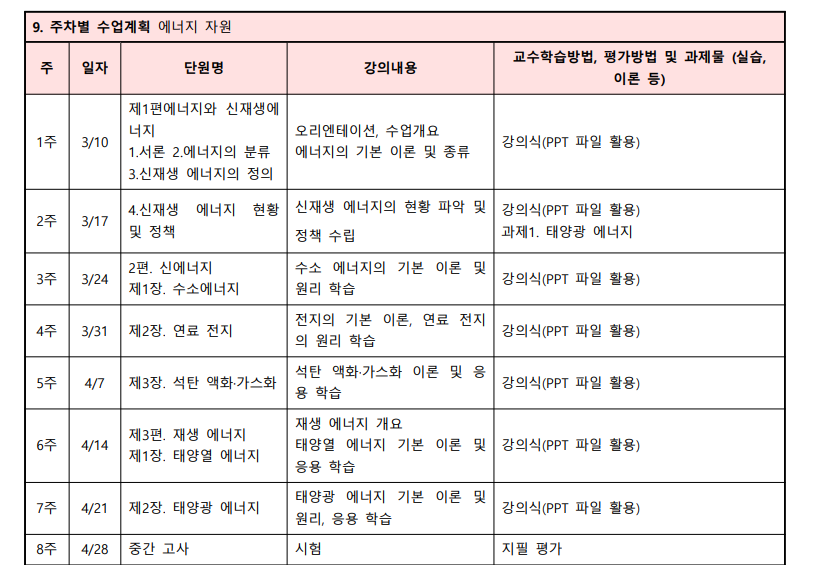 9. 주차별 수업계획 에너지 자원
주 일자 단원명 강의내용 교수학습방법, 평가방법 및 과제물 (실습,
이론 등)
1주 3/10
제1편에너지와 신재생에
너지
1.서론 2.에너지의 분류
3.신재생 에너지의 정의
오리엔테이션, 수업개요
에너지의 기본 이론 및 종류
강의식(PPT 파일 활용)
2주 3/17
4.신재생 에너지 현황
및 정책
신재생 에너지의 현황 파악 및
정책 수립
강의식(PPT 파일 활용)
과제1. 태양광 에너지
3주 3/24
2편. 신에너지
제1장. 수소에너지
수소 에너지의 기본 이론 및
원리 학습
강의식(PPT 파일 활용)
4주 3/31
제2장. 연료 전지
전지의 기본 이론, 연료 전지
의 원리 학습
강의식(PPT 파일 활용)
5주 4/7
제3장. 석탄 액화·가스화
석탄 액화·가스화 이론 및 응
용 학습
강의식(PPT 파일 활용)
6주 4/14
제3편. 재생 에너지
제1장. 태양열 에너지
재생 에너지 개요
태양열 에너지 기본 이론 및
응용 학습
강의식(PPT 파일 활용)
7주 4/21
제2장. 태양광 에너지
태양광 에너지 기본 이론 및
원리, 응용 학습
강의식(PPT 파일 활용)
8주 4/28 중간 고사 시험 지필 평가